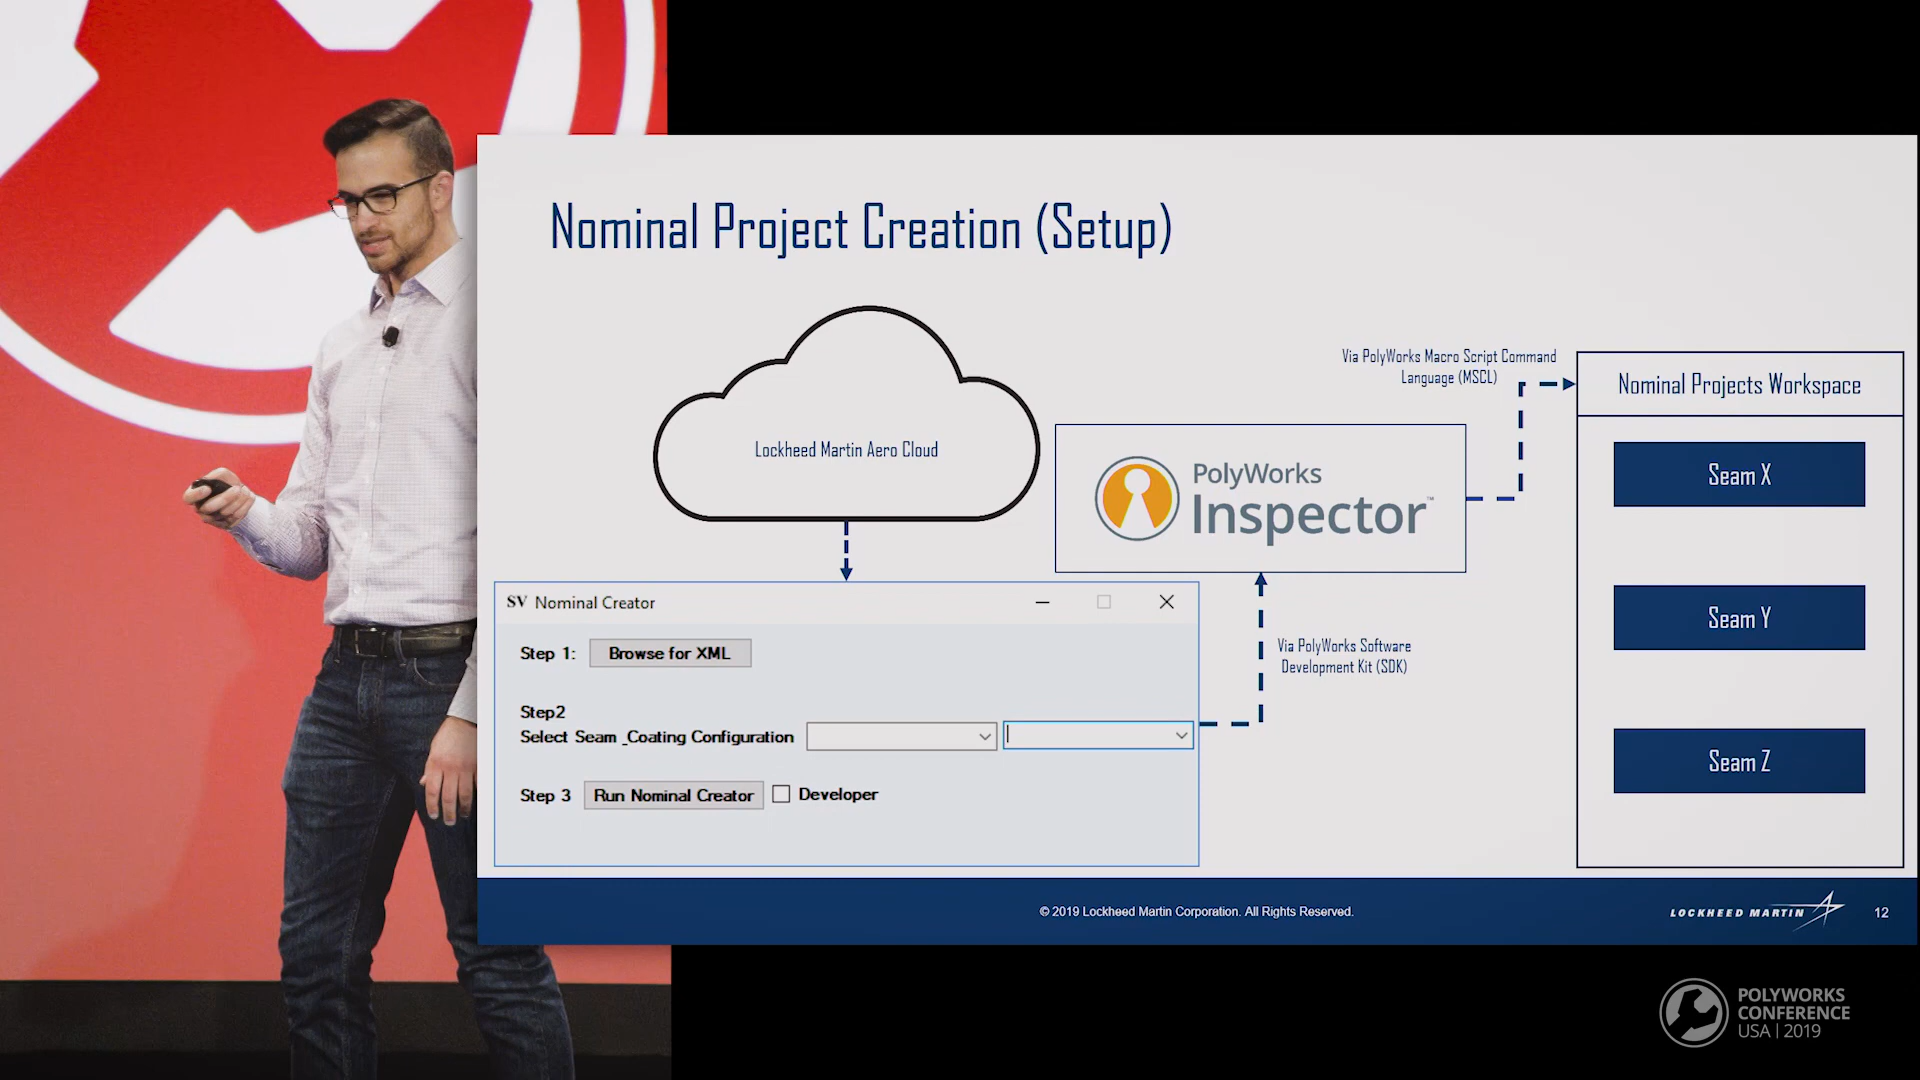 Nominal Project Creation (Setup)
Lockheed Martin Aero Cloud
Via PolyWorks Macro Script Command
Language (MSCL)
Nominal Projects Workspace
PolyWorks
Inspector™
Seam X
Seam Y
Seam Z
Via PolyWorks Software
Development Kit (SDK)
SV Nominal Creator
Step 1: Browse for XML
Step2
Select Seam _Coating Configuration
Step 3 Run Nominal Creator Developer
© 2019 Lockheed Martin Corporation. All Rights Reserved.
LOCKHEED MARTIN
12
POLYWORKS
CONFERENCE
USA | 2019